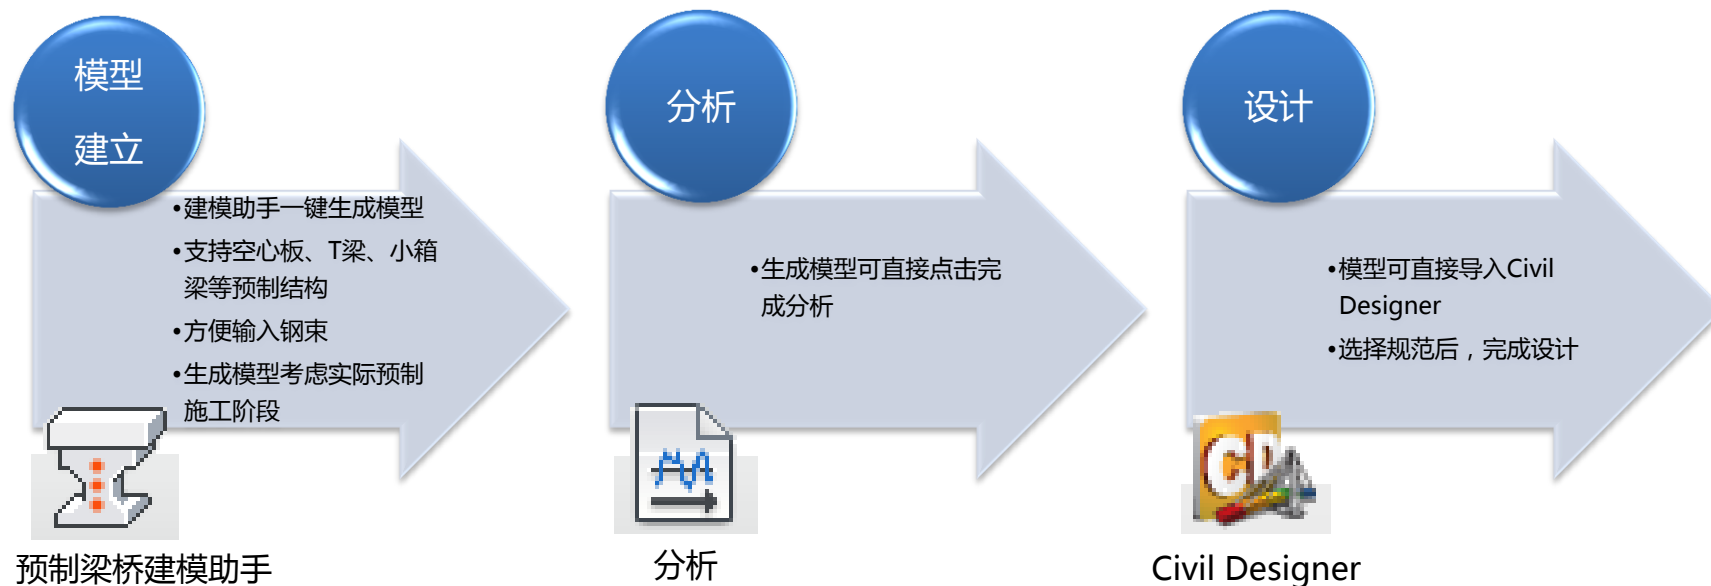 模型
建立
•建模助手一键生成模型
•支持空心板、T梁、小箱
梁等预制结构
•方便输入钢束
•生成模型考虑实际预制
施工阶段
预制梁桥建模助手
分析
•生成模型可直接点击完
成分析
分析
设计
•模型可直接导入Civil
Designer
•选择规范后，完成设计
CD
Civil Designer